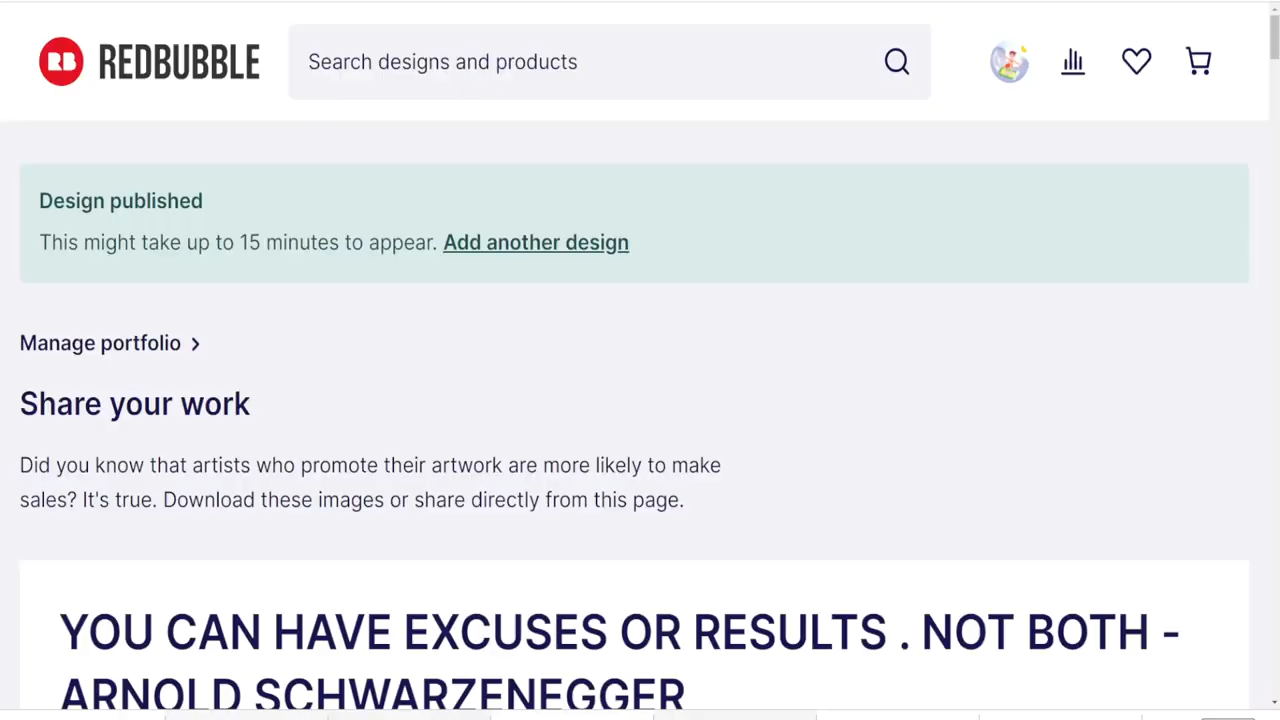 RB REDBUBBLE
Search designs and products
Design published
This might take up to 15 minutes to appear. Add another design
Manage portfolio
Share your work
Did you know that artists who promote their artwork are more likely to make
sales? It's true. Download these images or share directly from this page.
YOU CAN HAVE EXCUSES OR RESULTS . NOT BOTH -
ARNOLD SCHWARZENEGGER